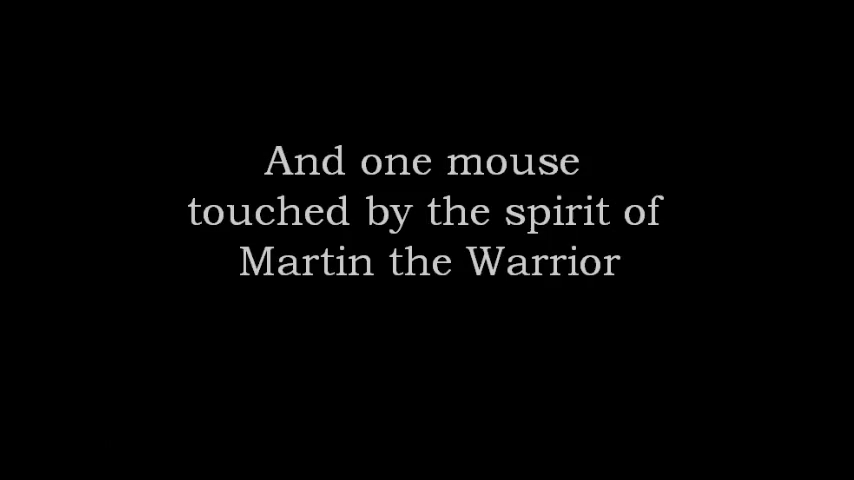 And one mouse
touched by the spirit of
Martin the Warrior